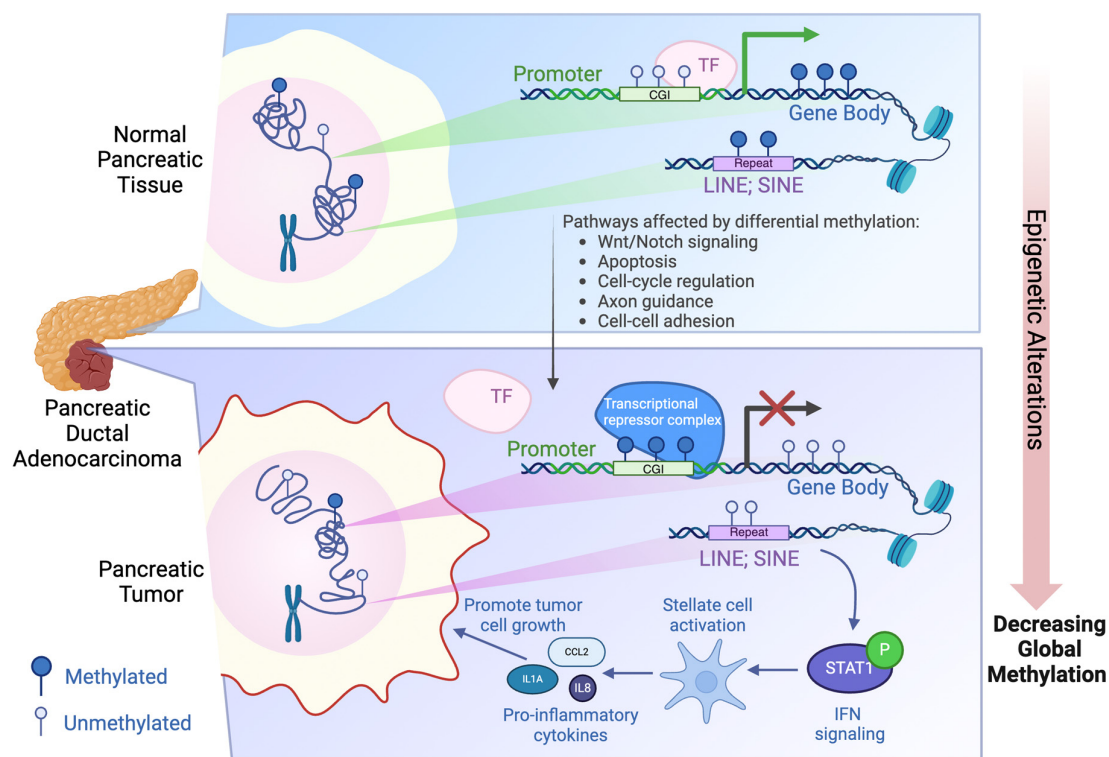 Normal
Pancreatic
Tissue
Promoter
TF
CGI
Gene Body
Repeat
LINE; SINE
Pathways affected by differential methylation:
• Wnt/Notch signaling
• Apoptosis
• Cell-cycle regulation
• Axon guidance
• Cell-cell adhesion
Epigenetic Alterations
Pancreatic
Ductal
Adenocarcinoma
TF
Transcriptional
repressor complex
Promoter
CGI
Gene Body
Repeat
LINE; SINE
Pancreatic
Tumor
Promote tumor
cell growth
Stellate cell
activation
CCL2
IL1A
IL8
STAT1
P
Pro-inflammatory
cytokines
IFN
signaling
Decreasing
Global
Methylation
Methylated
Unmethylated